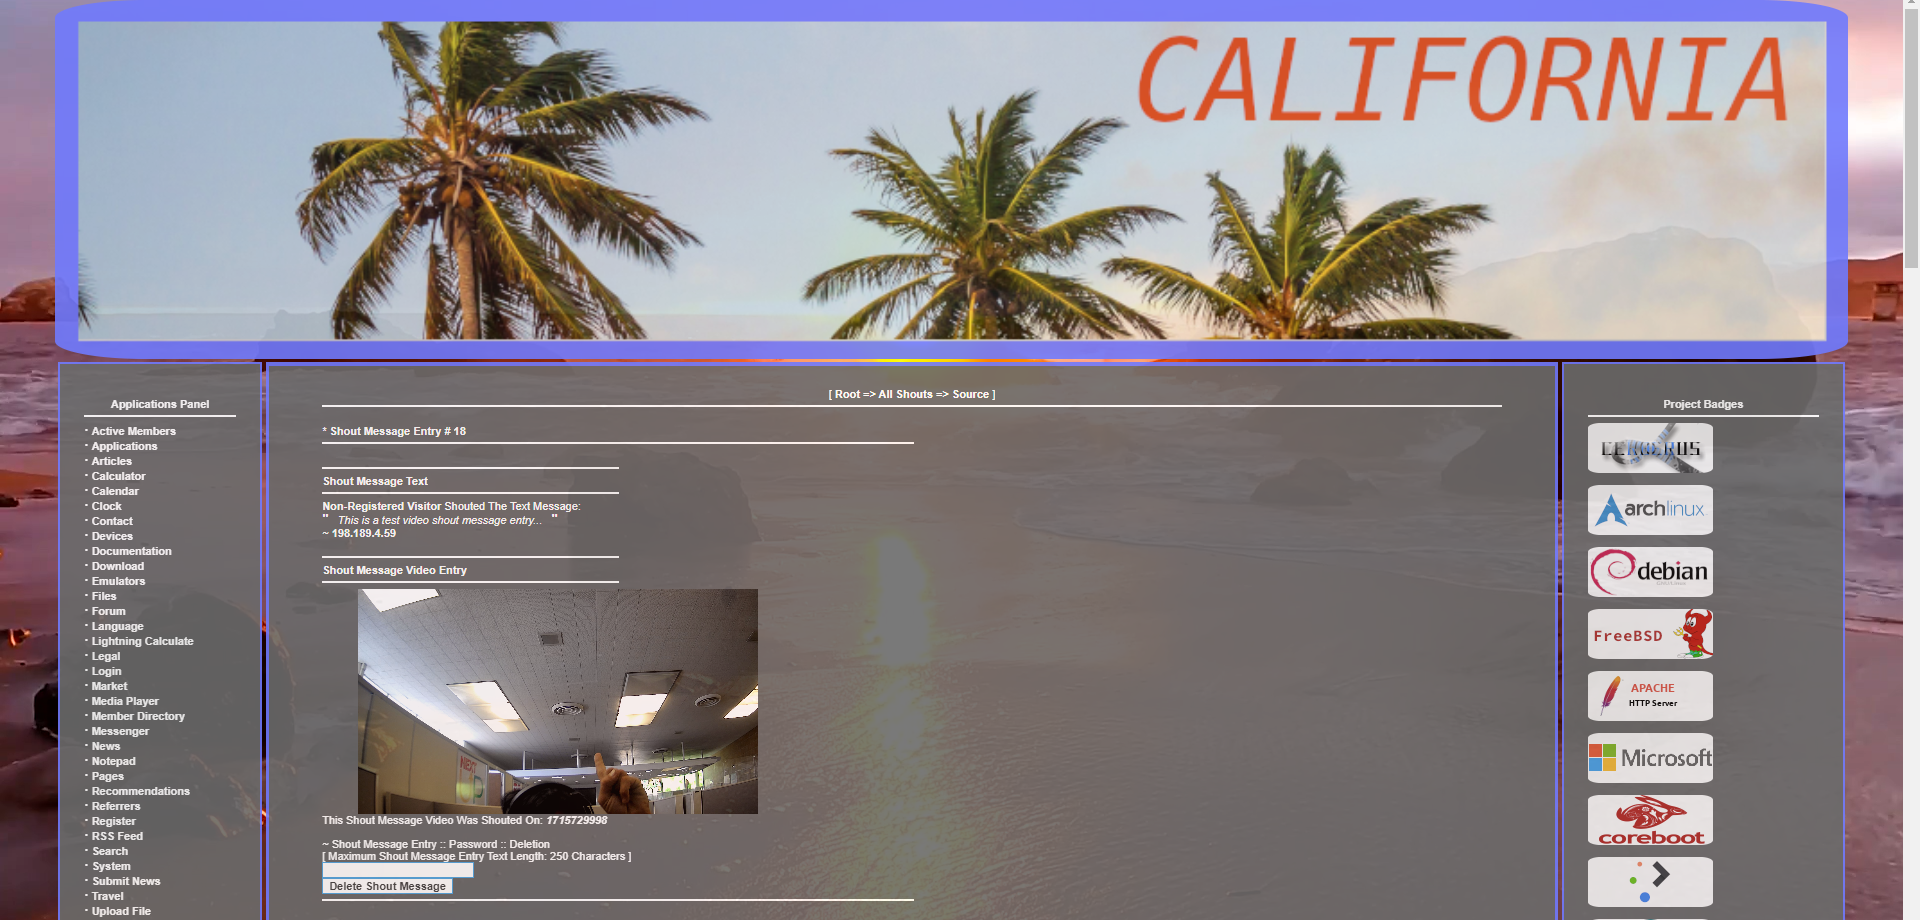 CALIFORNIA
Applications Panel
· Active Members
· Applications
· Articles
· Calculator
· Calendar
· Clock
· Contact
· Devices
· Documentation
· Download
· Emulators
· Files
· Forum
· Language
· Lightning Calculate
· Legal
· Login
· Market
· Media Player
· Member Directory
· Messenger
· News
· Notepad
· Pages
· Recommendations
· Referrers
· Register
· RSS Feed
· Search
· System
· Submit News
· Travel
· Upload File
[ Root => All Shouts => Source ]
* Shout Message Entry # 18
Shout Message Text
Non-Registered Visitor Shouted The Text Message:
" This is a test video shout message entry... "
~ 198.189.4.59
Shout Message Video Entry
This Shout Message Video Was Shouted On: 1715729998
~ Shout Message Entry :: Password :: Deletion
[ Maximum Shout Message Entry Text Length: 250 Characters ]
Delete Shout Message
Project Badges
CERBERUS
archlinux
debian
FreeBSD
APACHE
HTTP Server
Microsoft
coreboot